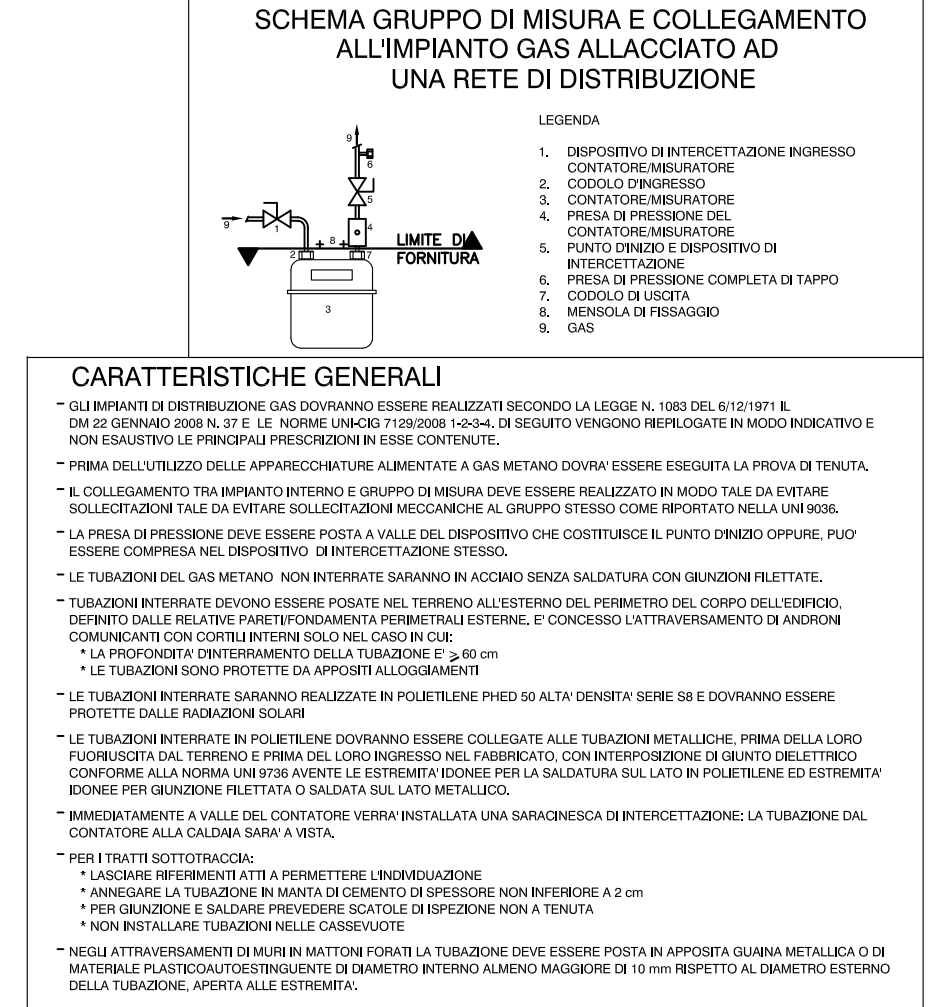 SCHEMA GRUPPO DI MISURA E COLLEGAMENTO
ALL'IMPIANTO GAS ALLACCIATO AD
UNA RETE DI DISTRIBUZIONE
LEGENDA
1. DISPOSITIVO DI INTERCETTAZIONE INGRESSO
CONTATORE/MISURATORE
2. CODOLO D'INGRESSO
3. CONTATORE/MISURATORE
4. PRESA DI PRESSIONE DEL
CONTATORE/MISURATORE
5. PUNTO D'INIZIO E DISPOSITIVO DI
INTERCETTAZIONE
6. PRESA DI PRESSIONE COMPLETA DI TAPPO
7. CODOLO DI USCITA
8. MENSOLA DI FISSAGGIO
9. GAS
9
6
5
9
1
4
8
2
7
3
LIMITE DI
FORNITURA
CARATTERISTICHE GENERALI
- GLI IMPIANTI DI DISTRIBUZIONE GAS DOVRANNO ESSERE REALIZZATI SECONDO LA LEGGE N. 1083 DEL 6/12/1971 IL
DM 22 GENNAIO 2008 N. 37 E LE NORME UNI-CIG 7129/2008 1-2-3-4. DI SEGUITO VENGONO RIEPILOGATE IN MODO INDICATIVO E
NON ESAUSTIVO LE PRINCIPALI PRESCRIZIONI IN ESSE CONTENUTE.
- PRIMA DELL'UTILIZZO DELLE APPARECCHIATURE ALIMENTATE A GAS METANO DOVRA' ESSERE ESEGUITA LA PROVA DI TENUTA.
- IL COLLEGAMENTO TRA IMPIANTO INTERNO E GRUPPO DI MISURA DEVE ESSERE REALIZZATO IN MODO TALE DA EVITARE
SOLLECITAZIONI TALE DA EVITARE SOLLECITAZIONI MECCANICHE AL GRUPPO STESSO COME RIPORTATO NELLA UNI 9036.
- LA PRESA DI PRESSIONE DEVE ESSERE POSTA A VALLE DEL DISPOSITIVO CHE COSTITUISCE IL PUNTO D'INIZIO OPPURE, PUO'
ESSERE COMPRESA NEL DISPOSITIVO DI INTERCETTAZIONE STESSO.
- LE TUBAZIONI DEL GAS METANO NON INTERRATE SARANNO IN ACCIAIO SENZA SALDATURA CON GIUNZIONI FILETTATE.
- TUBAZIONI INTERRATE DEVONO ESSERE POSATE NEL TERRENO ALL'ESTERNO DEL PERIMETRO DEL CORPO DELL'EDIFICIO,
DEFINITO DALLE RELATIVE PARETI/FONDAMENTA PERIMETRALI ESTERNE. E' CONCESSO L'ATTRAVERSAMENTO DI ANDRONI
COMUNICANTI CON CORTILI INTERNI SOLO NEL CASO IN CUI:
* LA PROFONDITA' D'INTERRAMENTO DELLA TUBAZIONE E' ≥ 60 cm
* LE TUBAZIONI SONO PROTETTE DA APPOSITI ALLOGGIAMENTI
- LE TUBAZIONI INTERRATE SARANNO REALIZZATE IN POLIETILENE PHED 50 ALTA' DENSITA' SERIE S8 E DOVRANNO ESSERE
PROTETTE DALLE RADIAZIONI SOLARI
- LE TUBAZIONI INTERRATE IN POLIETILENE DOVRANNO ESSERE COLLEGATE ALLE TUBAZIONI METALLICHE, PRIMA DELLA LORO
FUORIUSCITA DAL TERRENO E PRIMA DEL LORO INGRESSO NEL FABBRICATO, CON INTERPOSIZIONE DI GIUNTO DIELETTRICO
CONFORME ALLA NORMA UNI 9736 AVENTE LE ESTREMITA' IDONEE PER LA SALDATURA SUL LATO IN POLIETILENE ED ESTREMITA'
IDONEE PER GIUNZIONE FILETTATA O SALDATA SUL LATO METALLICO.
- IMMEDIATAMENTE A VALLE DEL CONTATORE VERRA' INSTALLATA UNA SARACINESCA DI INTERCETTAZIONE: LA TUBAZIONE DAL
CONTATORE ALLA CALDAIA SARA' A VISTA.
- PER I TRATTI SOTTOTRACCIA:
* LASCIARE RIFERIMENTI ATTI A PERMETTERE L'INDIVIDUAZIONE
* ANNEGARE LA TUBAZIONE IN MANTA DI CEMENTO DI SPESSORE NON INFERIORE A 2 cm
* PER GIUNZIONE E SALDARE PREVEDERE SCATOLE DI ISPEZIONE NON A TENUTA
* NON INSTALLARE TUBAZIONI NELLE CASSEVUOTE
- NEGLI ATTRAVERSAMENTI DI MURI IN MATTONI FORATI LA TUBAZIONE DEVE ESSERE POSTA IN APPOSITA GUAINA METALLICA O DI
MATERIALE PLASTICOAUTOESTINGUENTE DI DIAMETRO INTERNO ALMENO MAGGIORE DI 10 mm RISPETTO AL DIAMETRO ESTERNO
DELLA TUBAZIONE, APERTA ALLE ESTREMITA'.